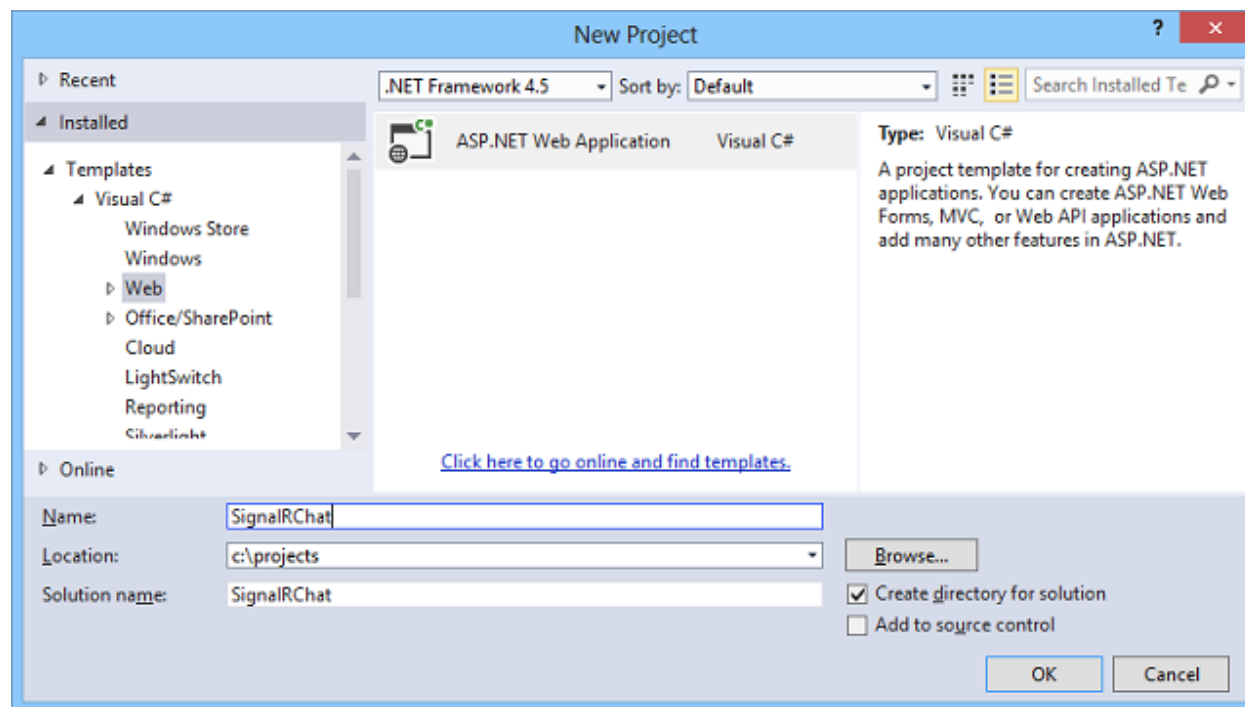 New Project
?
Recent
.NET Framework 4.5
Sort by:
Default
Search Installed Te
Installed
Templates
Visual C#
Windows Store
Windows
Web
Office/SharePoint
Cloud
LightSwitch
Reporting
Silverlight
Online
C#
ASP.NET Web Application
Visual C#
Click here to go online and find templates.
Type: Visual C#
A project template for creating ASP.NET
applications. You can create ASP.NET Web
Forms, MVC,  or Web API applications and
add many other features in ASP.NET.
Name:
SignalRChat
Location:
c:\projects
Browse...
Solution name:
SignalRChat
Create directory for solution
Add to source control
OK
Cancel